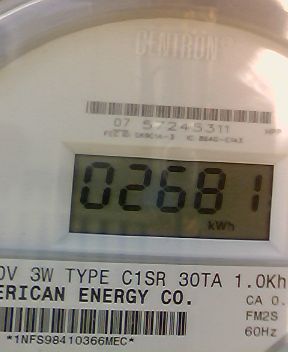 CENTRON
07 57245311 HPP
02681
kWh
0V 3W TYPE C1SR 30TA 1.0Kh
ERICAN ENERGY CO.
CA 0.
FM2S
60Hz
*1NFS98410366MEC*